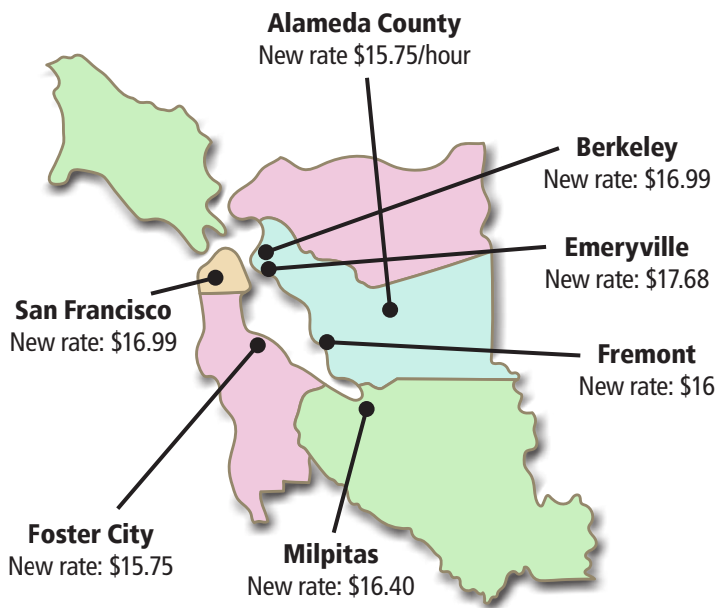 Alameda County
New rate $15.75/hour
Berkeley
New rate: $16.99
Emeryville
New rate: $17.68
San Francisco
New rate: $16.99
Fremont
New rate: $16
Foster City
New rate: $15.75
Milpitas
New rate: $16.40